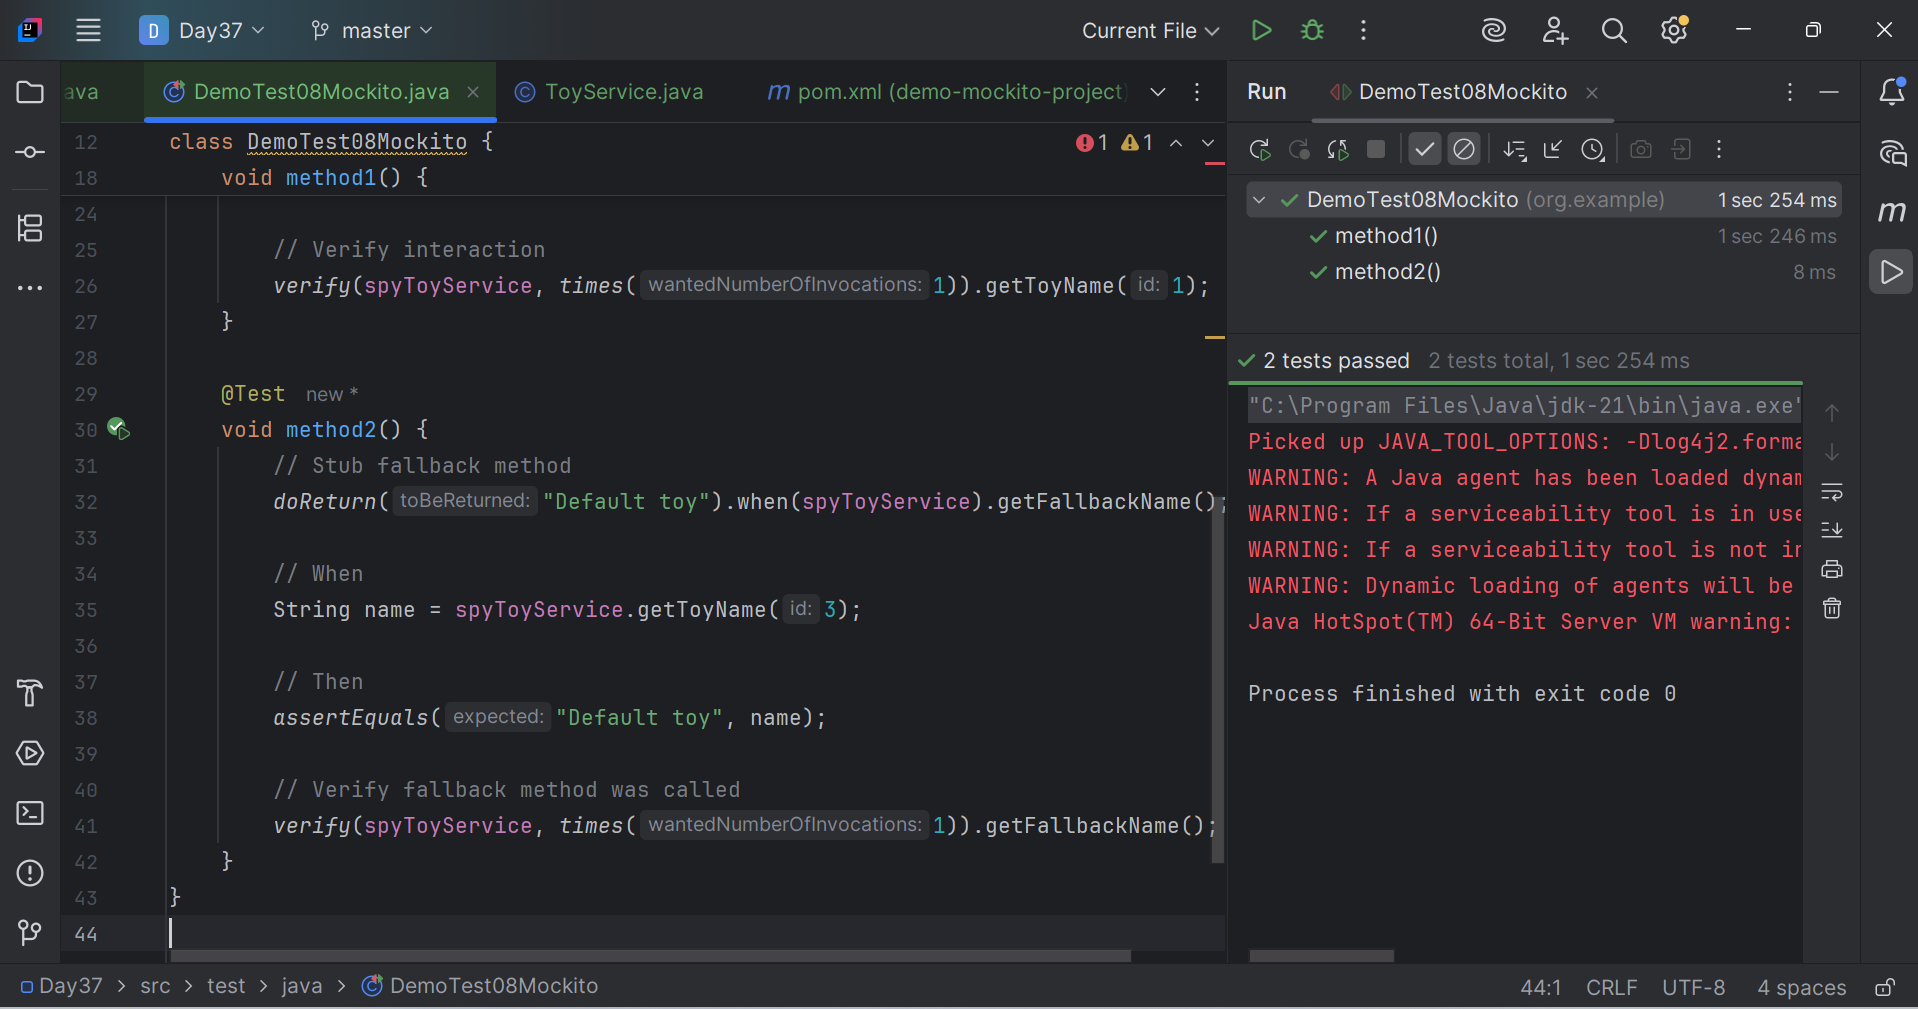 D Day37 master Current File
ava DemoTest08Mockito.java ToyService.java m pom.xml (demo-mockito-project)
12 class DemoTest08Mockito { 1 1
18 void method1() {
24
25 // Verify interaction
26 verify(spyToyService, times( wantedNumberOfInvocations: 1)).getToyName( id: 1);
27 }
28
29 @Test new *
30 void method2() {
31 // Stub fallback method
32 doReturn( toBeReturned: "Default toy").when(spyToyService).getFallbackName();
33
34 // When
35 String name = spyToyService.getToyName( id: 3);
36
37 // Then
38 assertEquals( expected: "Default toy", name);
39
40 // Verify fallback method was called
41 verify(spyToyService, times( wantedNumberOfInvocations: 1)).getFallbackName();
42 }
43 }
44
Run DemoTest08Mockito
DemoTest08Mockito (org.example) 1 sec 254 ms
method1() 1 sec 246 ms
method2() 8 ms
2 tests passed 2 tests total, 1 sec 254 ms
"C:\Program Files\Java\jdk-21\bin\java.exe"
Picked up JAVA_TOOL_OPTIONS: -Dlog4j2.forma
WARNING: A Java agent has been loaded dynam
WARNING: If a serviceability tool is in use
WARNING: If a serviceability tool is not in
WARNING: Dynamic loading of agents will be
Java HotSpot(TM) 64-Bit Server VM warning:
Process finished with exit code 0
m
Day37 > src > test > java > DemoTest08Mockito
44:1 CRLF UTF-8 4 spaces